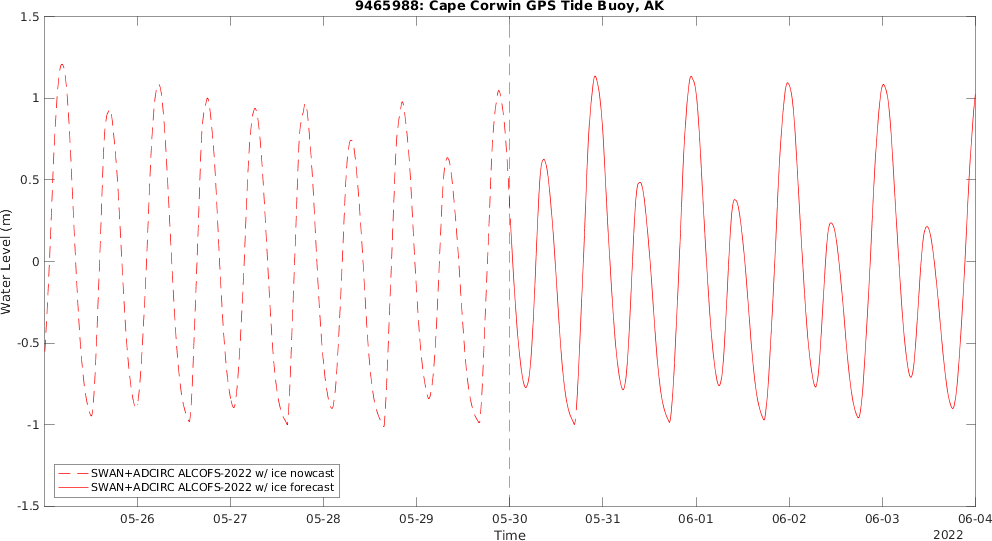 9465988: Cape Corwin GPS Tide Buoy, AK
1.5
1
0.5
0
-0.5
-1
-1.5
Water Level (m)
SWAN+ADCIRC ALCOFS-2022 w/ ice nowcast
SWAN+ADCIRC ALCOFS-2022 w/ ice forecast
05-26 05-27 05-28 05-29 05-30 05-31 06-01 06-02 06-03 06-04
Time
2022